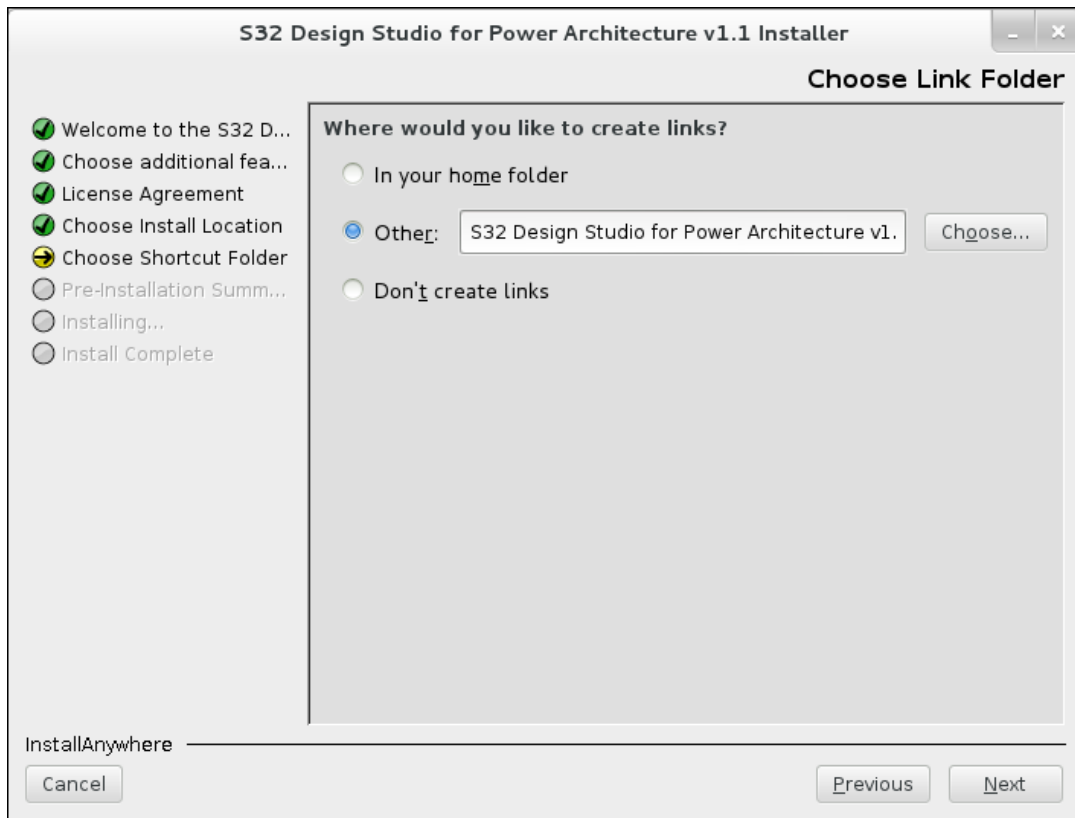 S32 Design Studio for Power Architecture v1.1 Installer
Choose Link Folder
Welcome to the S32 D...
Choose additional fea...
License Agreement
Choose Install Location
Choose Shortcut Folder
Pre-Installation Summ...
Installing...
Install Complete
Where would you like to create links?
In your home folder
Other: S32 Design Studio for Power Architecture v1. Choose...
Don't create links
InstallAnywhere
Cancel Previous Next